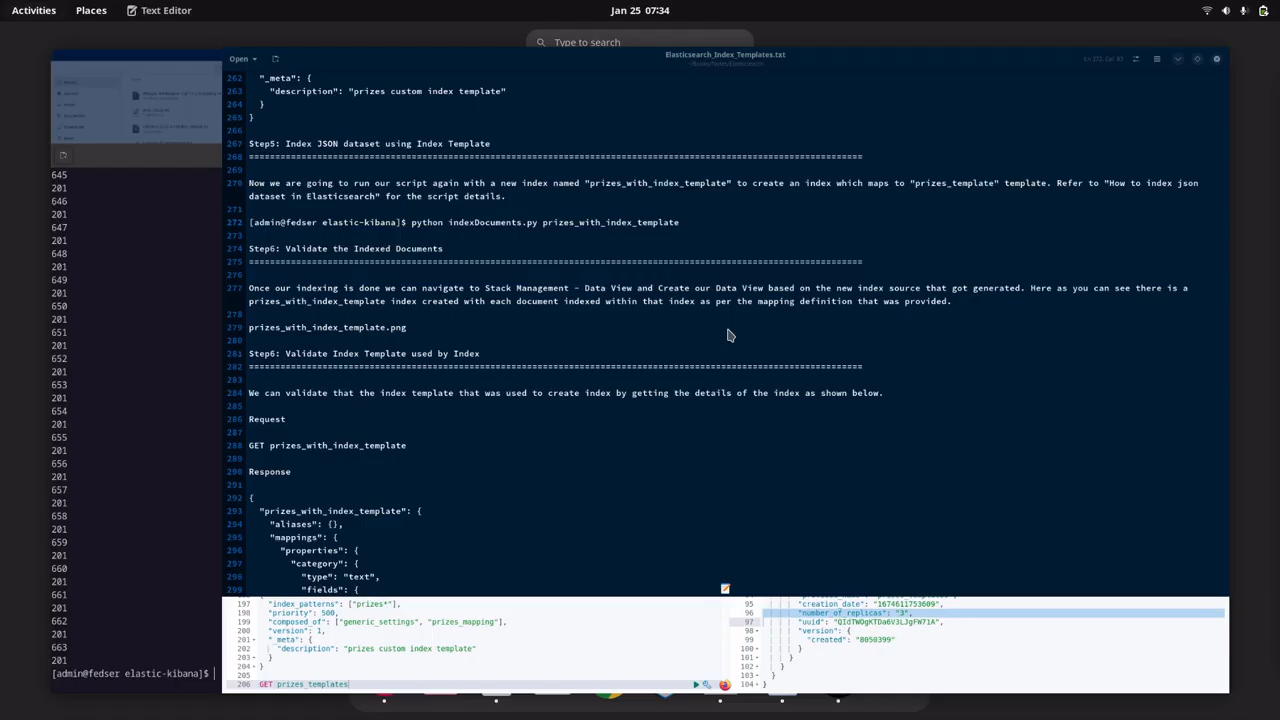 Activities
Places
Text Editor
Jan 25 07:34
Type to search
Open
Elasticsearch_Index_Templates.txt
Ln 272, Col 83
262 "_meta": {
263 "description": "prizes custom index template"
264 }
265 }
266
267 Step5: Index JSON dataset using Index Template
268 =====================================================================================================================
269
270 Now we are going to run our script again with a new index named "prizes_with_index_template" to create an index which maps to "prizes_template" template. Refer to "How to index json
dataset in Elasticsearch" for the script details.
271
272 [admin@fedser elastic-kibana]$ python indexDocuments.py prizes_with_index_template
273
274 Step6: Validate the Indexed Documents
275 =====================================================================================================================
276
277 Once our indexing is done we can navigate to Stack Management - Data View and Create our Data View based on the new index source that got generated. Here as you can see there is a
prizes_with_index_template index created with each document indexed within that index as per the mapping definition that was provided.
278
279 prizes_with_index_template.png
280
281 Step6: Validate Index Template used by Index
282 =====================================================================================================================
283
284 We can validate that the index template that was used to create index by getting the details of the index as shown below.
285
286 Request
287
288 GET prizes_with_index_template
289
290 Response
291
292 {
293 "prizes_with_index_template": {
294 "aliases": {},
295 "mappings": {
296 "properties": {
297 "category": {
298 "type": "text",
299 "fields": {
645
201
646
201
647
201
648
201
649
201
650
201
651
201
652
201
653
201
654
201
655
201
656
201
657
201
658
201
659
201
660
201
661
201
662
201
663
201
[admin@fedser elastic-kibana]$
197 "index_patterns": ["prizes*"],
198 "priority": 500,
199 "composed_of": ["generic_settings", "prizes_mapping"],
200 "version": 1,
201 "_meta": {
202 "description": "prizes custom index template"
203 }
204 }
205
206 GET prizes_templates
95 "creation_date": "1674611753609",
96 "number_of_replicas": "3",
97 "uuid": "QIdTWOgKTDa6V3LJgFW71A",
98 "version": {
99 "created": "8050399"
100 }
101 }
102 }
103 }
104 }